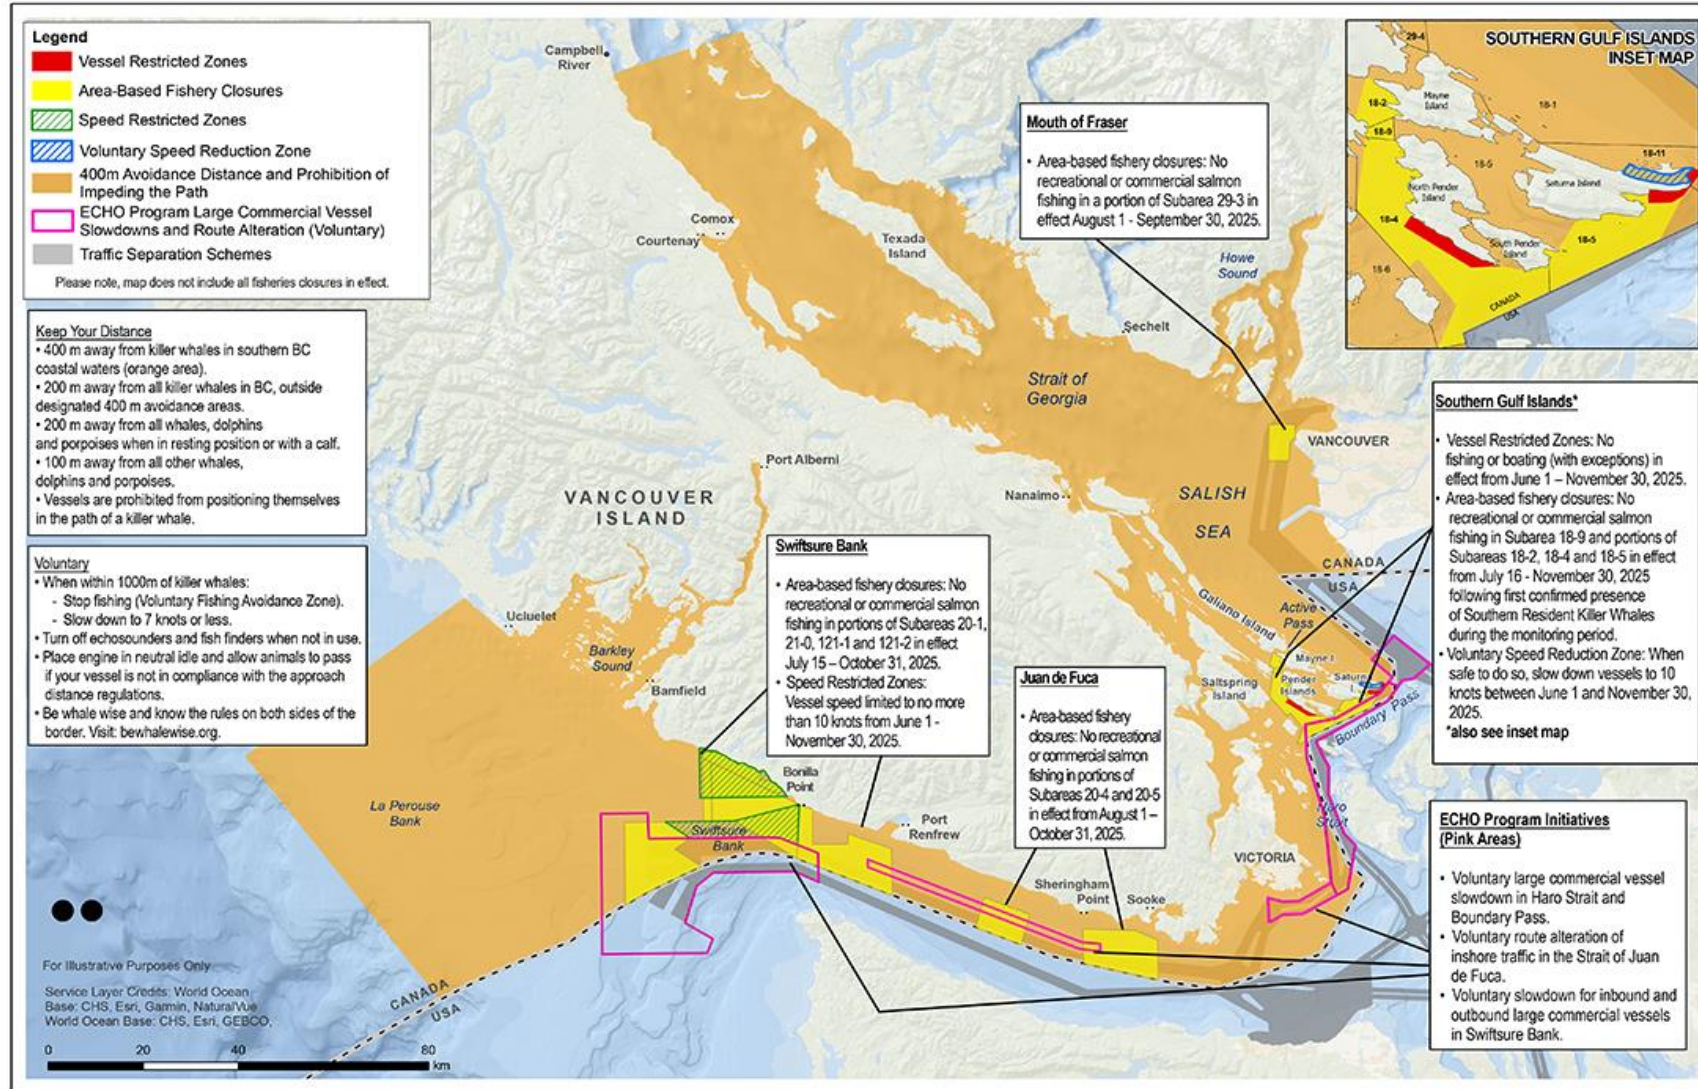 Legend
Vessel Restricted Zones
Area-Based Fishery Closures
Speed Restricted Zones
Voluntary Speed Reduction Zone
400m Avoidance Distance and Prohibition of
Impeding the Path
ECHO Program Large Commercial Vessel
Slowdowns and Route Alteration (Voluntary)
Traffic Separation Schemes
Please note, map does not include all fisheries closures in effect.
Keep Your Distance
• 400 m away from killer whales in southern BC
coastal waters (orange area).
• 200 m away from all killer whales in BC, outside
designated 400 m avoidance areas.
• 200 m away from all whales, dolphins
and porpoises when in resting position or with a calf.
• 100 m away from all other whales,
dolphins and porpoises.
• Vessels are prohibited from positioning themselves
in the path of a killer whale.
Voluntary
• When within 1000m of killer whales:
- Stop fishing (Voluntary Fishing Avoidance Zone).
- Slow down to 7 knots or less.
• Turn off echosounders and fish finders when not in use.
• Place engine in neutral idle and allow animals to pass
if your vessel is not in compliance with the approach
distance regulations.
• Be whale wise and know the rules on both sides of the
border. Visit: bewhalewise.org.
For Illustrative Purposes Only
Service Layer Credits: World Ocean
Base: CHS, Esri, Garmin, NaturalVue
World Ocean Base: CHS, Esri, GEBCO,
0 20 40 80
km
Campbell
River
Comox
Courtenay
Texada
Island
Howe
Sound
Sechelt
Strait of
Georgia
VANCOUVER
Port Alberni
Nanaimo
VANCOUVER
ISLAND
SALISH
SEA
CANADA
USA
Ucluelet
Barkley
Sound
Bamfield
Galiano Island
Active
Pass
Mayne I.
Pender
Islands
Saturna
I.
Saltspring
Island
Boundary Pass
Haro
Strait
La Perouse
Bank
Bonilla
Point
Swiftsure
Bank
Port
Renfrew
VICTORIA
Sheringham
Point
Sooke
CANADA
USA
Mouth of Fraser
• Area-based fishery closures: No
recreational or commercial salmon
fishing in a portion of Subarea 29-3 in
effect August 1 - September 30, 2025.
Swiftsure Bank
• Area-based fishery closures: No
recreational or commercial salmon
fishing in portions of Subareas 20-1,
21-0, 121-1 and 121-2 in effect
July 15 – October 31, 2025.
• Speed Restricted Zones:
Vessel speed limited to no more
than 10 knots from June 1 -
November 30, 2025.
Juan de Fuca
• Area-based fishery
closures: No recreational
or commercial salmon
fishing in portions of
Subareas 20-4 and 20-5
in effect from August 1 –
October 31, 2025.
SOUTHERN GULF ISLANDS
INSET MAP
29-4
18-2
Mayne
Island
18-1
18-9
18-5
18-11
North Pender
Island
Saturna Island
18-4
South Pender
Island
18-5
18-6
CANADA
USA
Southern Gulf Islands*
• Vessel Restricted Zones: No
fishing or boating (with exceptions) in
effect from June 1 – November 30, 2025.
• Area-based fishery closures: No
recreational or commercial salmon
fishing in Subarea 18-9 and portions of
Subareas 18-2, 18-4 and 18-5 in effect
from July 16 - November 30, 2025
following first confirmed presence
of Southern Resident Killer Whales
during the monitoring period.
• Voluntary Speed Reduction Zone: When
safe to do so, slow down vessels to 10
knots between June 1 and November 30,
2025.
*also see inset map
ECHO Program Initiatives
(Pink Areas)
• Voluntary large commercial vessel
slowdown in Haro Strait and
Boundary Pass.
• Voluntary route alteration of
inshore traffic in the Strait of Juan
de Fuca.
• Voluntary slowdown for inbound and
outbound large commercial vessels
in Swiftsure Bank.